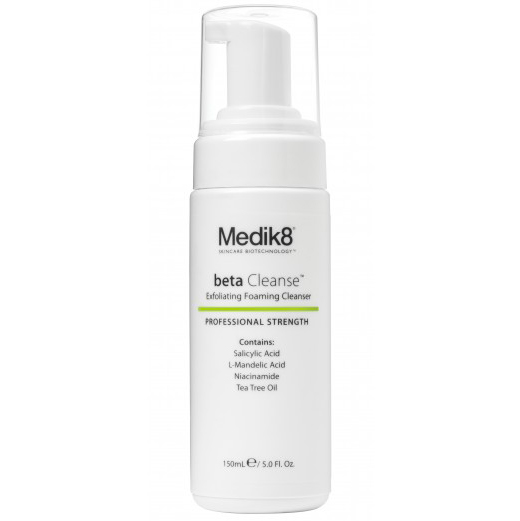 Medik8®
SKINCARE BIOTECHNOLOGY™
beta Cleanse™
Exfoliating Foaming Cleanser
PROFESSIONAL STRENGTH
Contains:
Salicylic Acid
L-Mandelic Acid
Niacinamide
Tea Tree Oil
150mL ℮ / 5.0 Fl. Oz.